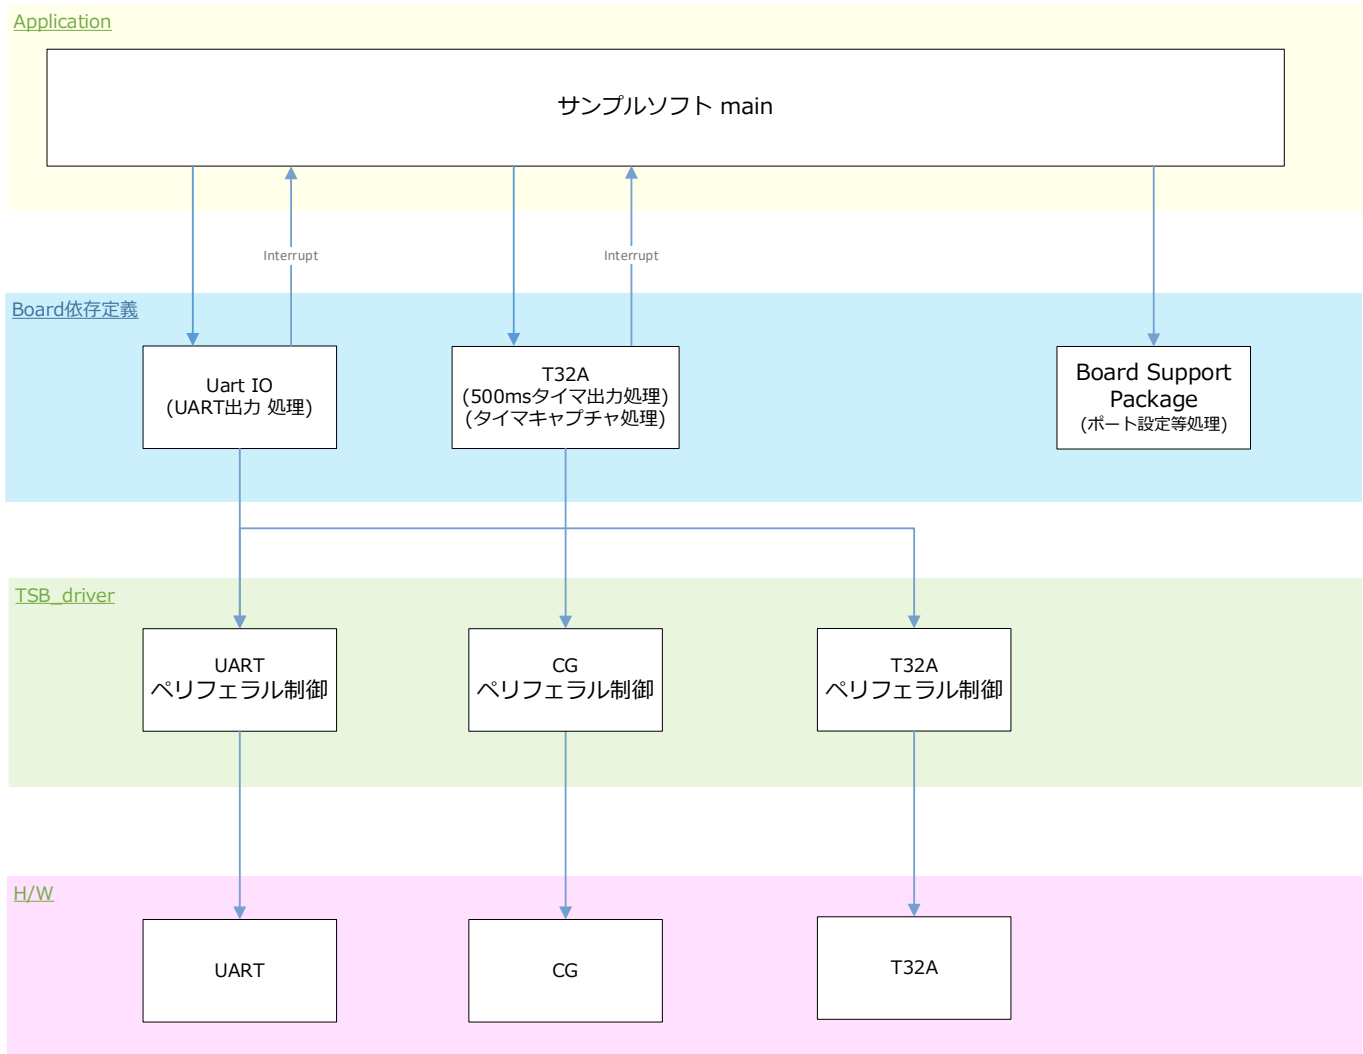 Application
サンプルソフト main
Interrupt
Interrupt
Board依存定義
Uart IO
(UART出力 処理)
T32A
(500msタイマ出力処理)
(タイマキャプチャ処理)
Board Support
Package
(ポート設定等処理)
TSB_driver
UART
ペリフェラル制御
CG
ペリフェラル制御
T32A
ペリフェラル制御
H/W
UART
CG
T32A